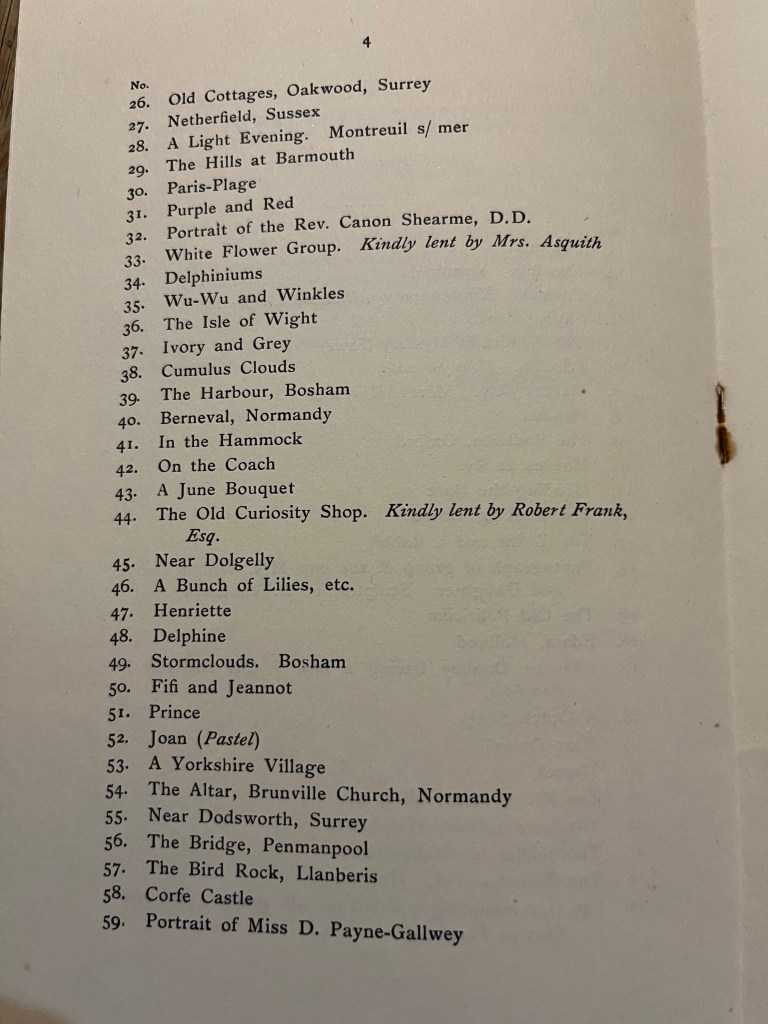 4
No.
26. Old Cottages, Oakwood, Surrey
27. Netherfield, Sussex
28. A Light Evening. Montreuil s/ mer
29. The Hills at Barmouth
30. Paris-Plage
31. Purple and Red
32. Portrait of the Rev. Canon Shearme, D.D.
33. White Flower Group. Kindly lent by Mrs. Asquith
34. Delphiniums
35. Wu-Wu and Winkles
36. The Isle of Wight
37. Ivory and Grey
38. Cumulus Clouds
39. The Harbour, Bosham
40. Berneval, Normandy
41. In the Hammock
42. On the Coach
43. A June Bouquet
44. The Old Curiosity Shop. Kindly lent by Robert Frank,
Esq.
45. Near Dolgelly
46. A Bunch of Lilies, etc.
47. Henriette
48. Delphine
49. Stormclouds. Bosham
50. Fifi and Jeannot
51. Prince
52. Joan (Pastel)
53. A Yorkshire Village
54. The Altar, Brunville Church, Normandy
55. Near Dodsworth, Surrey
56. The Bridge, Penmanpool
57. The Bird Rock, Llanberis
58. Corfe Castle
59. Portrait of Miss D. Payne-Gallwey